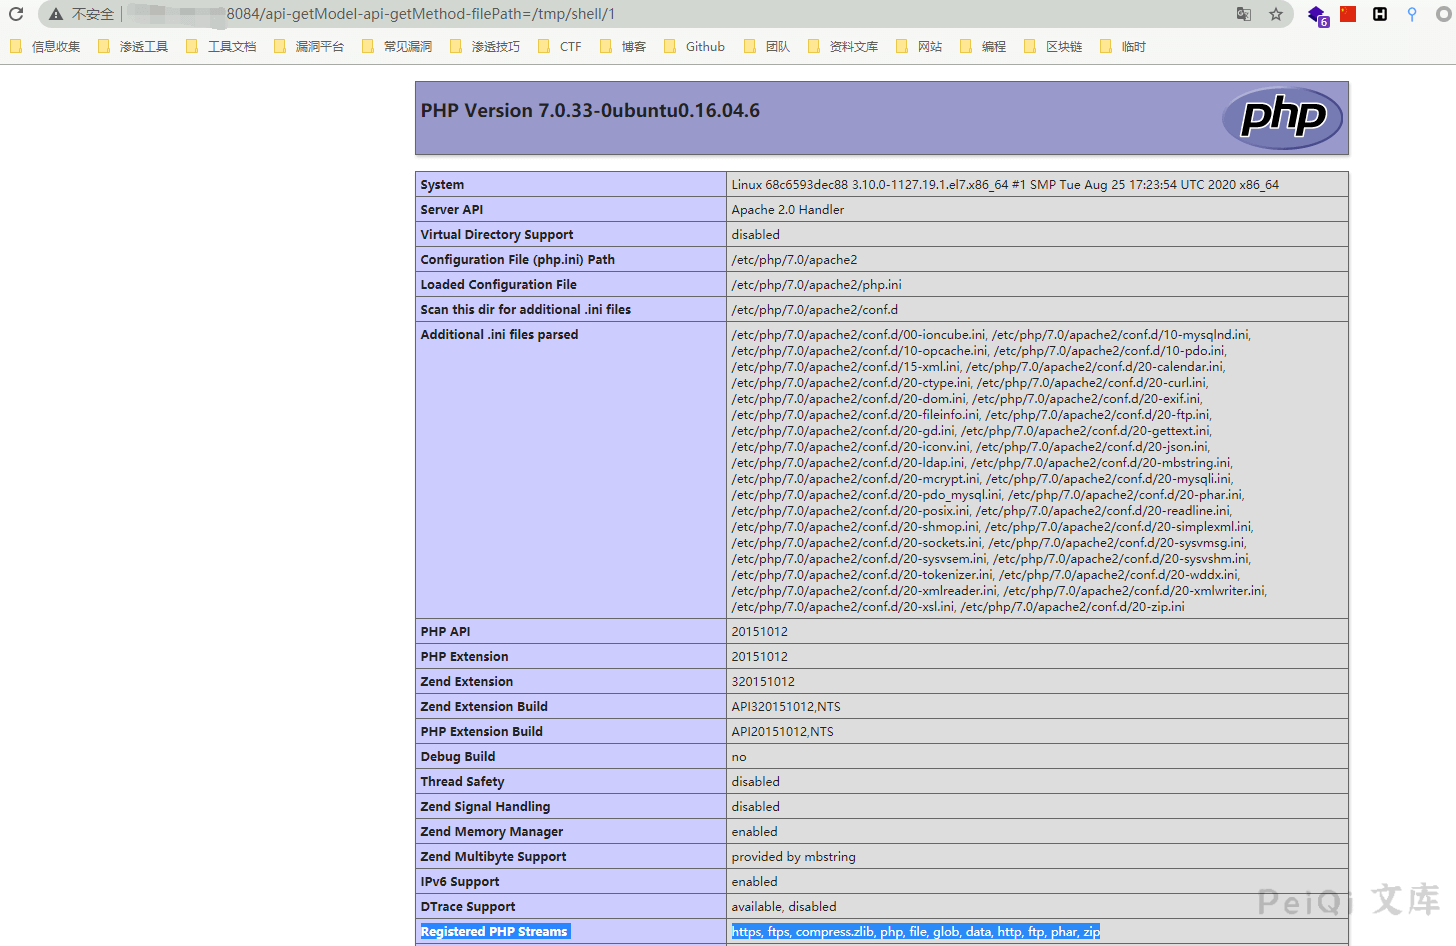 不安全 8084/api-getModel-api-getMethod-filePath=/tmp/shell/1
6
信息收集 渗透工具 工具文档 漏洞平台 常见漏洞 渗透技巧 CTF 博客 Github 团队 资料文库 网站 编程 区块链 临时
PHP Version 7.0.33-0ubuntu0.16.04.6
php
System Linux 68c6593dec88 3.10.0-1127.19.1.el7.x86_64 #1 SMP Tue Aug 25 17:23:54 UTC 2020 x86_64
Server API Apache 2.0 Handler
Virtual Directory Support disabled
Configuration File (php.ini) Path /etc/php/7.0/apache2
Loaded Configuration File /etc/php/7.0/apache2/php.ini
Scan this dir for additional .ini files /etc/php/7.0/apache2/conf.d
Additional .ini files parsed /etc/php/7.0/apache2/conf.d/00-ioncube.ini, /etc/php/7.0/apache2/conf.d/10-mysqlnd.ini,
/etc/php/7.0/apache2/conf.d/10-opcache.ini, /etc/php/7.0/apache2/conf.d/10-pdo.ini,
/etc/php/7.0/apache2/conf.d/15-xml.ini, /etc/php/7.0/apache2/conf.d/20-calendar.ini,
/etc/php/7.0/apache2/conf.d/20-ctype.ini, /etc/php/7.0/apache2/conf.d/20-curl.ini,
/etc/php/7.0/apache2/conf.d/20-dom.ini, /etc/php/7.0/apache2/conf.d/20-exif.ini,
/etc/php/7.0/apache2/conf.d/20-fileinfo.ini, /etc/php/7.0/apache2/conf.d/20-ftp.ini,
/etc/php/7.0/apache2/conf.d/20-gd.ini, /etc/php/7.0/apache2/conf.d/20-gettext.ini,
/etc/php/7.0/apache2/conf.d/20-iconv.ini, /etc/php/7.0/apache2/conf.d/20-json.ini,
/etc/php/7.0/apache2/conf.d/20-ldap.ini, /etc/php/7.0/apache2/conf.d/20-mbstring.ini,
/etc/php/7.0/apache2/conf.d/20-mcrypt.ini, /etc/php/7.0/apache2/conf.d/20-mysqli.ini,
/etc/php/7.0/apache2/conf.d/20-pdo_mysql.ini, /etc/php/7.0/apache2/conf.d/20-phar.ini,
/etc/php/7.0/apache2/conf.d/20-posix.ini, /etc/php/7.0/apache2/conf.d/20-readline.ini,
/etc/php/7.0/apache2/conf.d/20-shmop.ini, /etc/php/7.0/apache2/conf.d/20-simplexml.ini,
/etc/php/7.0/apache2/conf.d/20-sockets.ini, /etc/php/7.0/apache2/conf.d/20-sysvmsg.ini,
/etc/php/7.0/apache2/conf.d/20-sysvsem.ini, /etc/php/7.0/apache2/conf.d/20-sysvshm.ini,
/etc/php/7.0/apache2/conf.d/20-tokenizer.ini, /etc/php/7.0/apache2/conf.d/20-wddx.ini,
/etc/php/7.0/apache2/conf.d/20-xmlreader.ini, /etc/php/7.0/apache2/conf.d/20-xmlwriter.ini,
/etc/php/7.0/apache2/conf.d/20-xsl.ini, /etc/php/7.0/apache2/conf.d/20-zip.ini
PHP API 20151012
PHP Extension 20151012
Zend Extension 320151012
Zend Extension Build API320151012,NTS
PHP Extension Build API20151012,NTS
Debug Build no
Thread Safety disabled
Zend Signal Handling disabled
Zend Memory Manager enabled
Zend Multibyte Support provided by mbstring
IPv6 Support enabled
DTrace Support available, disabled
Registered PHP Streams https, ftps, compress.zlib, php, file, glob, data, http, ftp, phar, zip
PeiQi 文库